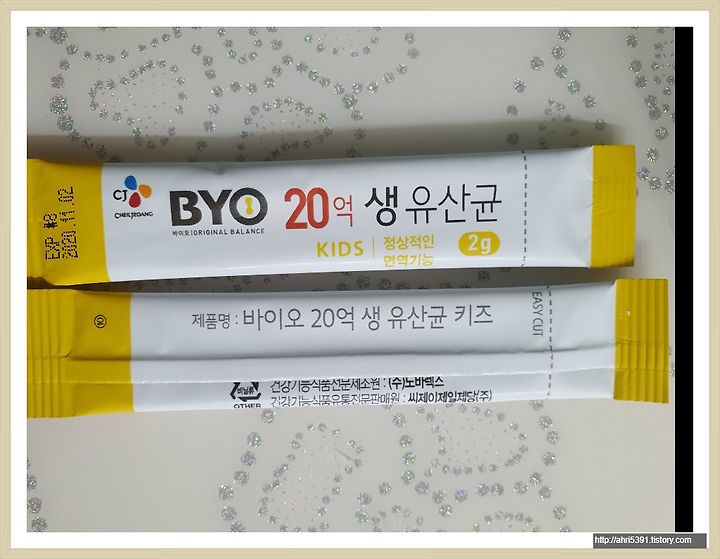 EXP #8
2020.11.02
CJ
CHEILJEDANG
BYO
바이오 | ORIGINAL BALANCE
20억 생 유산균
KIDS | 정상적인
면역기능
2g
제품명 : 바이오 20억 생 유산균 키즈
EASY CUT
비닐류
OTHER
건강기능식품전문제조원 : (주)노바렉스
건강기능식품유통전문판매원 : 씨제이제일제당(주)
http://ahri5391.tistory.com